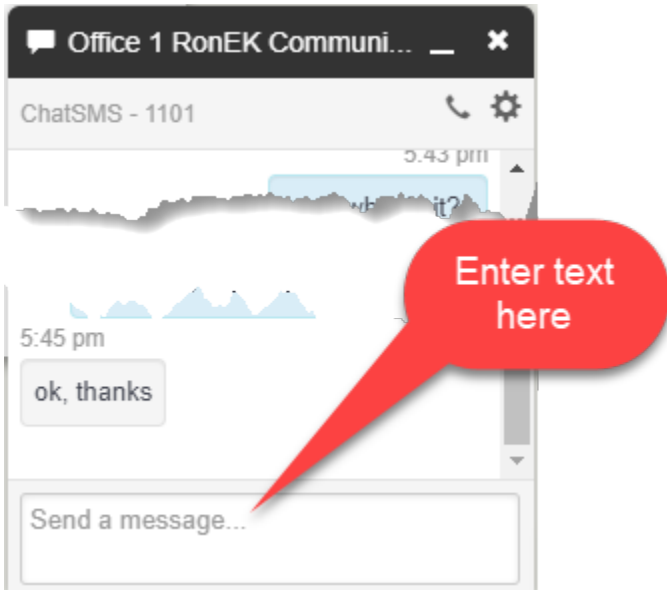 Office 1 RonEK Communi...
ChatSMS - 1101
5:43 pm
it?
Enter text
here
5:45 pm
ok, thanks
Send a message...